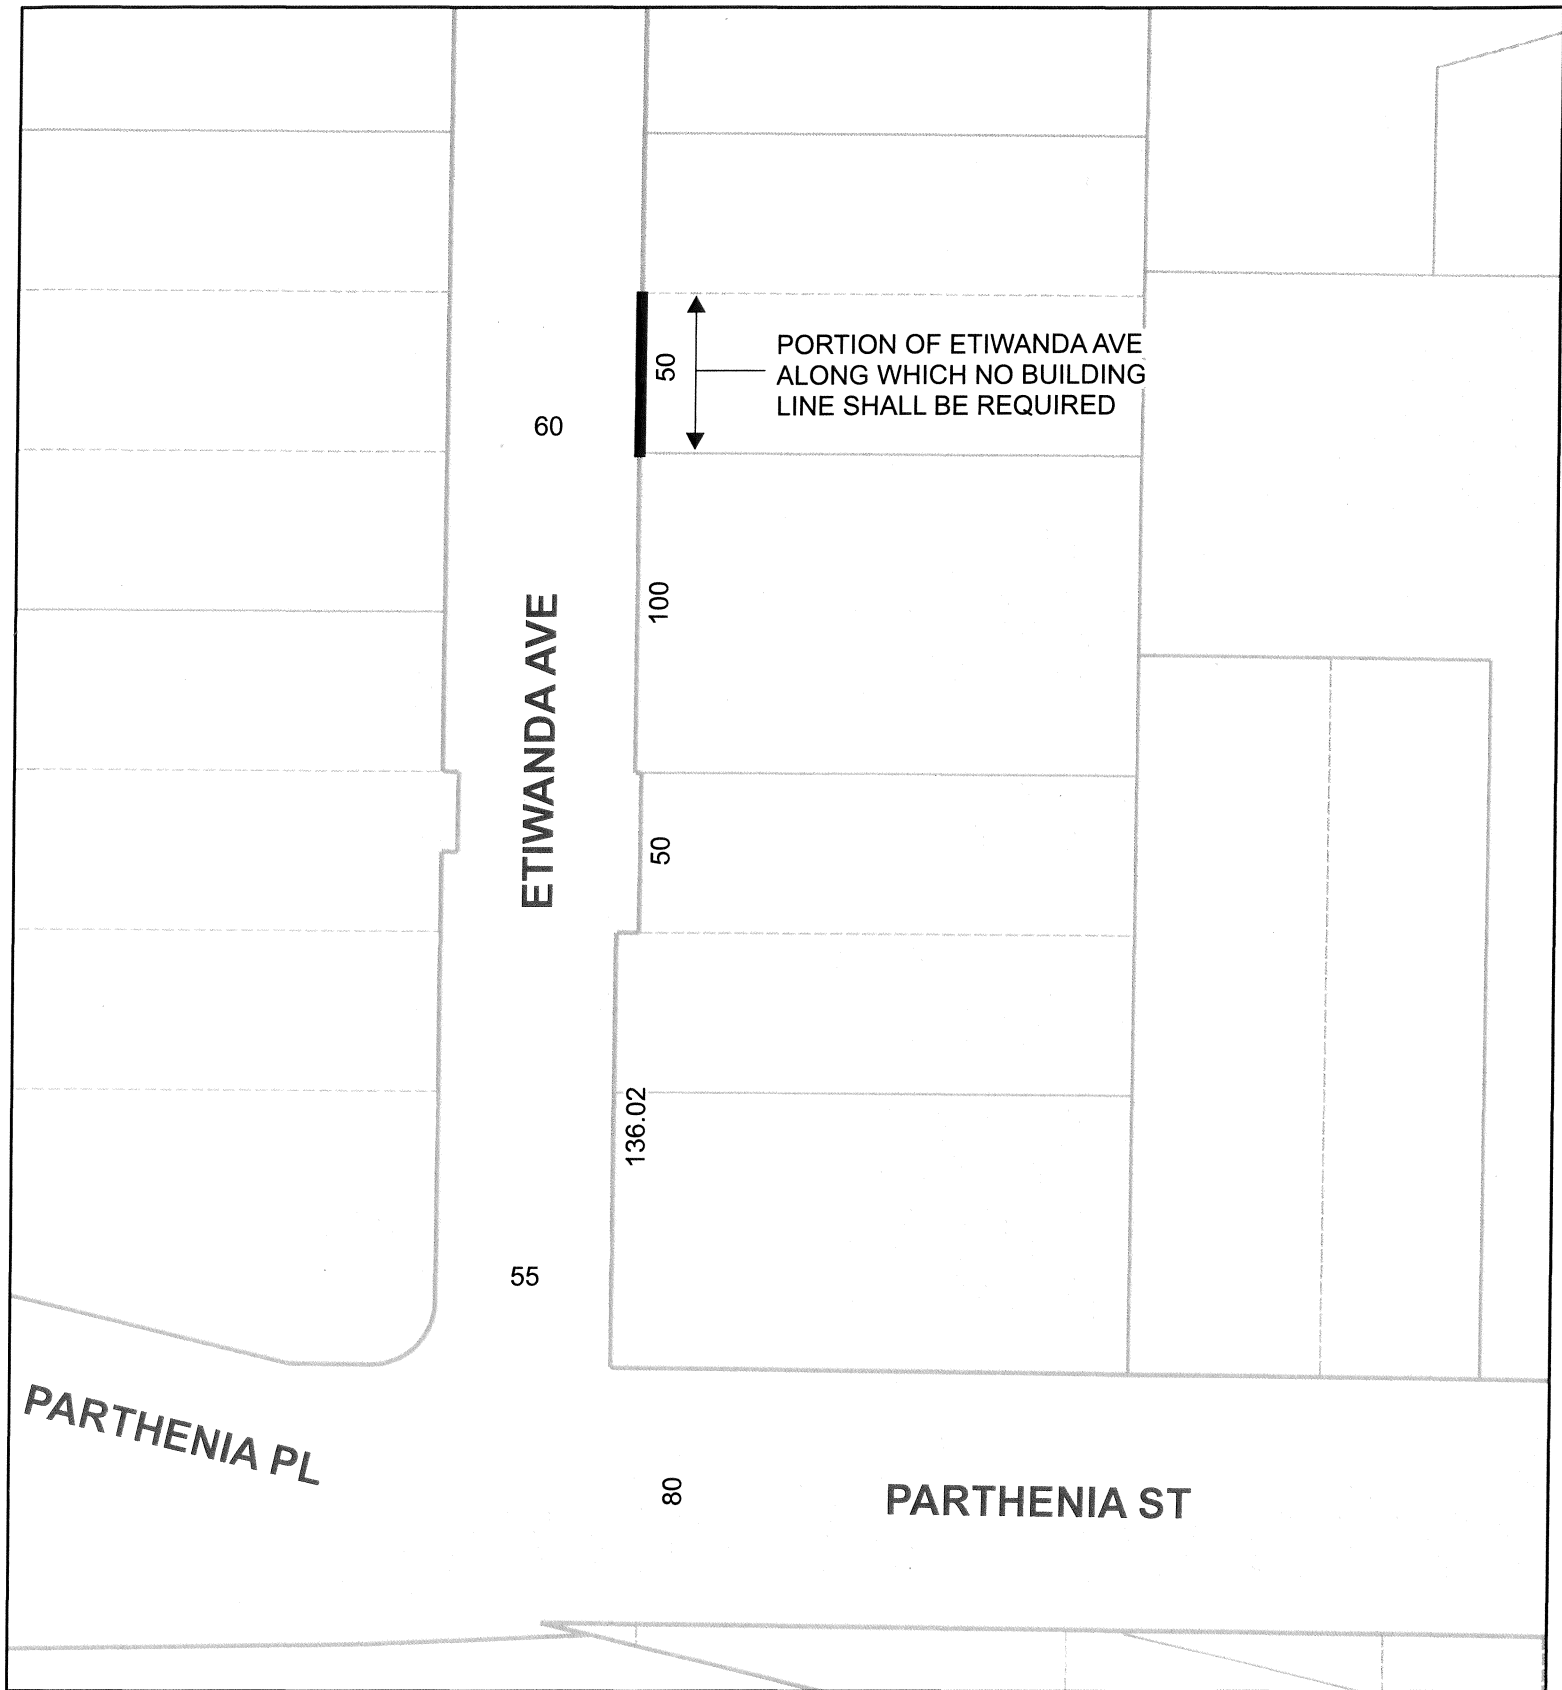 50
PORTION OF ETIWANDA AVE
ALONG WHICH NO BUILDING
LINE SHALL BE REQUIRED
60
100
ETIWANDA AVE
50
136.02
55
PARTHENIA PL
80
PARTHENIA ST